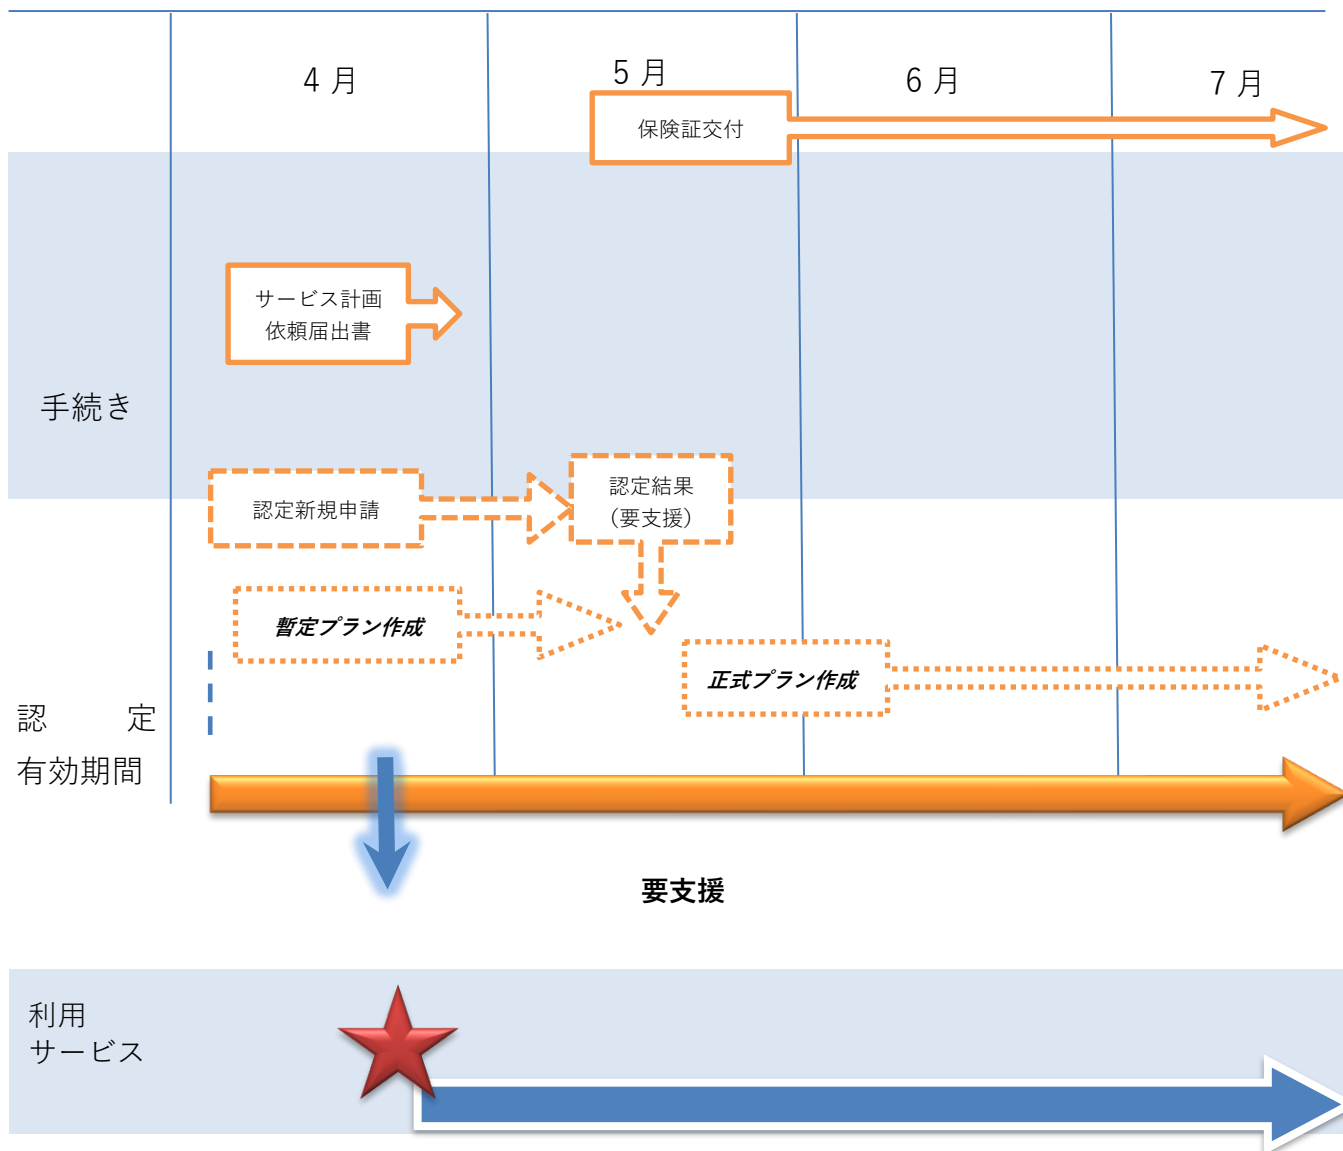 4 月
5 月
6 月
7 月
保険証交付
サービス計画
依頼届出書
手続き
認定新規申請
認定結果
（要支援）
暫定プラン作成
正式プラン作成
認　　定
有効期間
要支援
利用
サービス